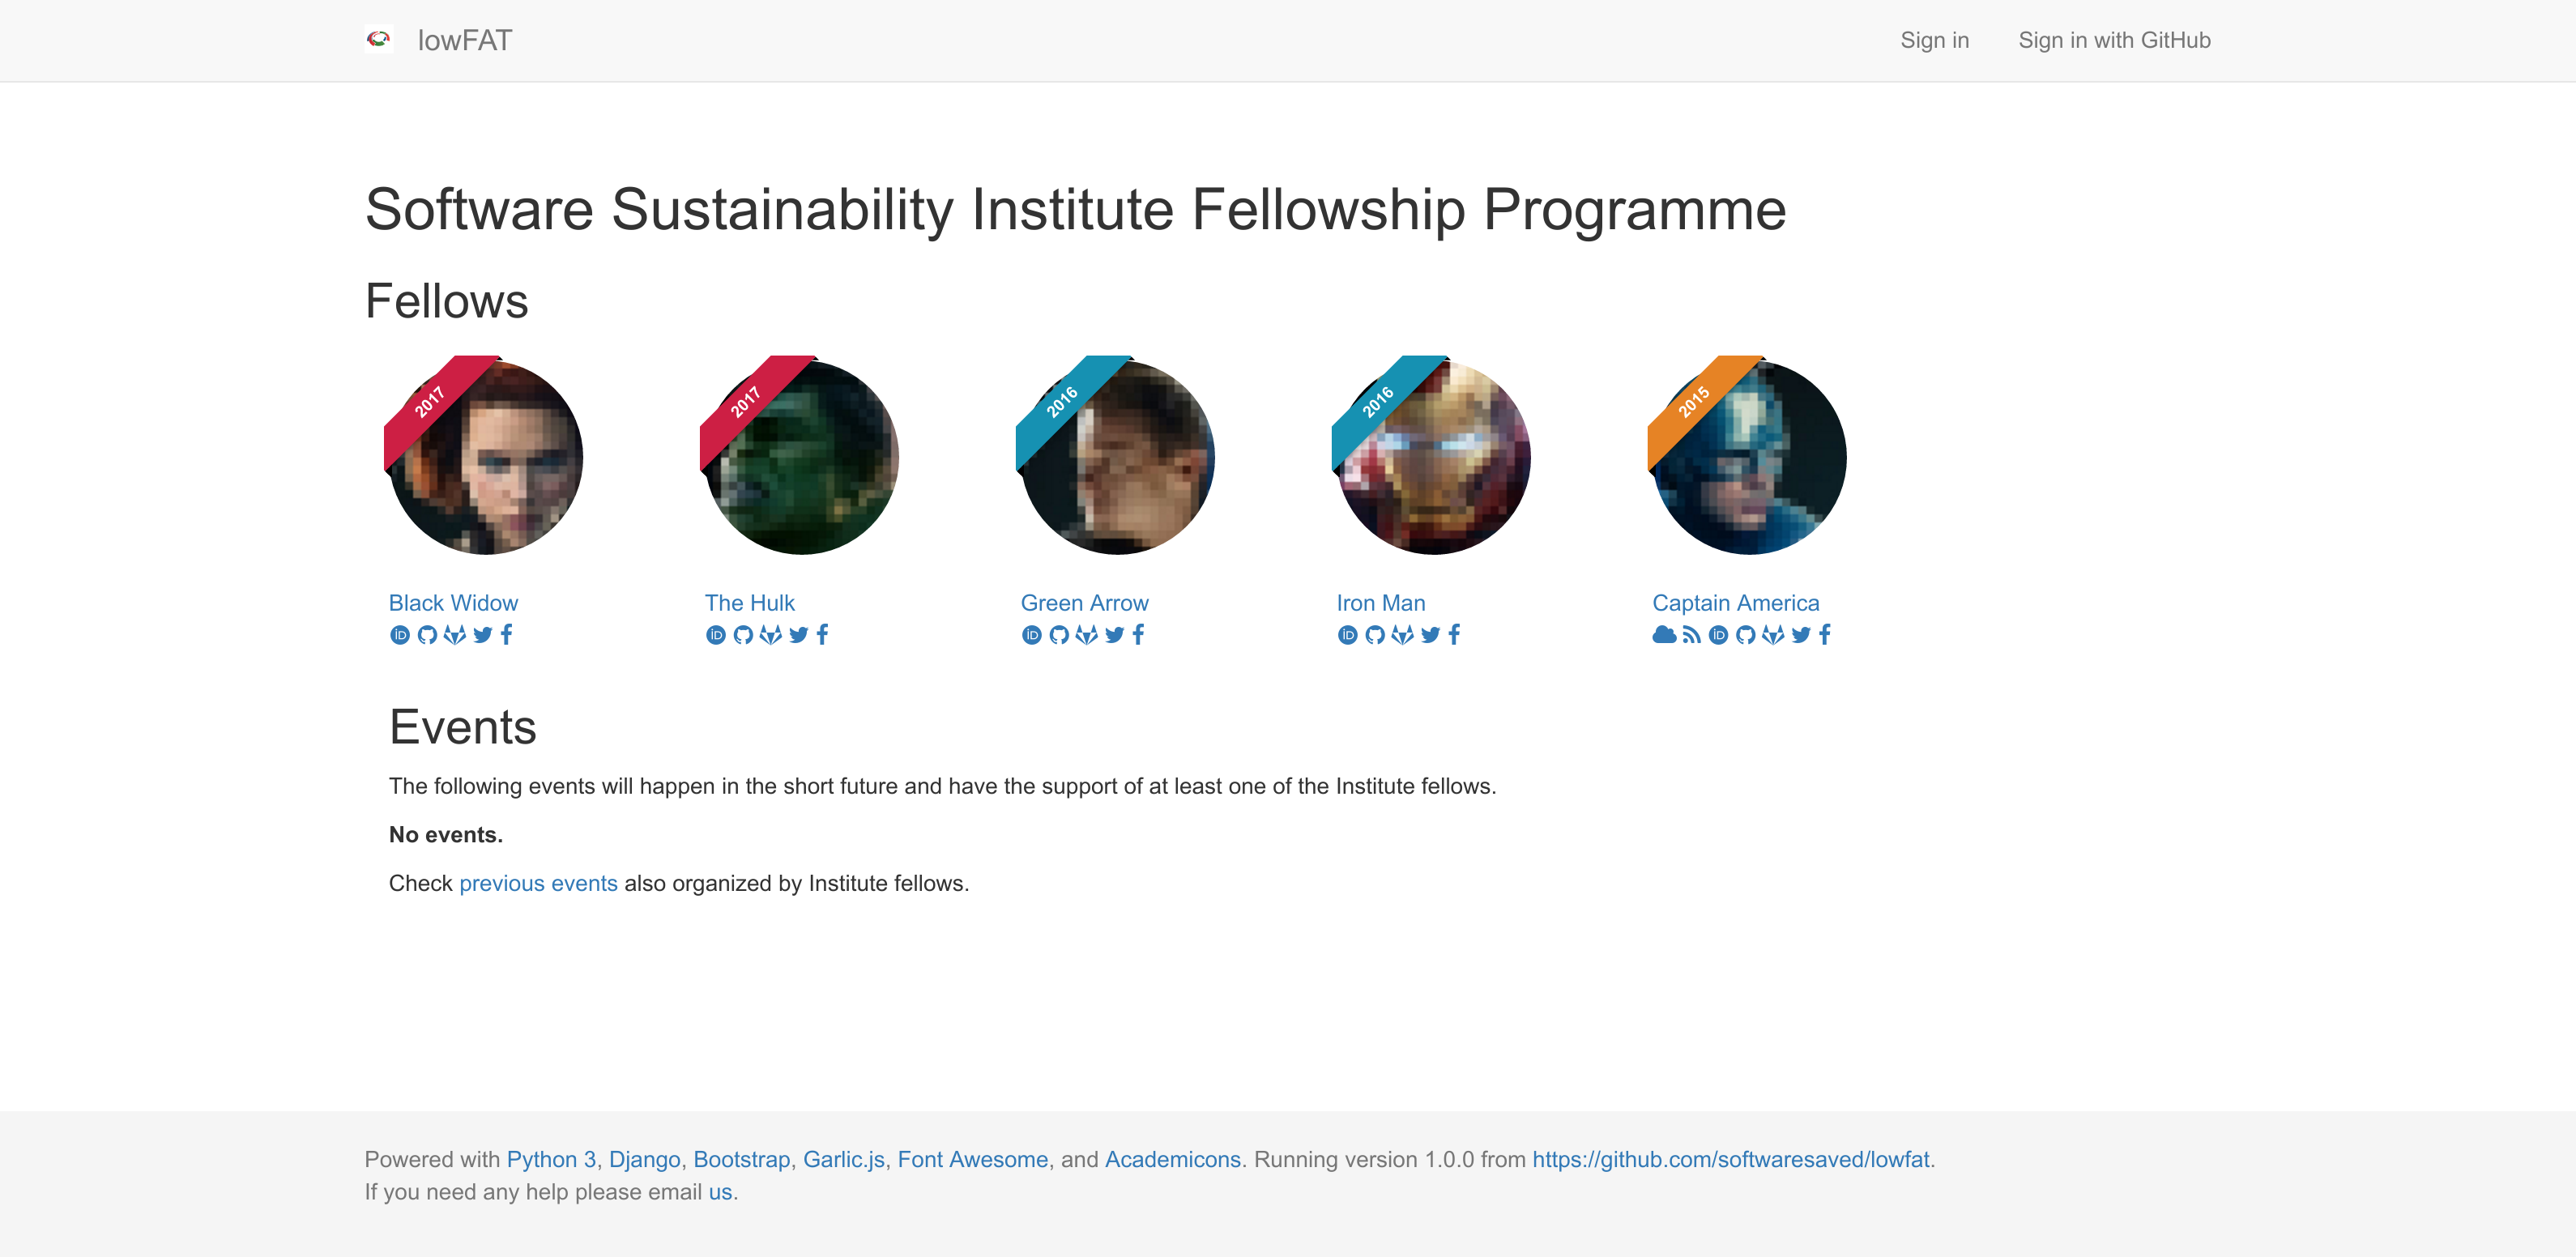 lowFAT Sign in Sign in with GitHub
Software Sustainability Institute Fellowship Programme
Fellows
2017 2017 2016 2016 2015
Black Widow The Hulk Green Arrow Iron Man Captain America
Events
The following events will happen in the short future and have the support of at least one of the Institute fellows.
No events.
Check previous events also organized by Institute fellows.
Powered with Python 3, Django, Bootstrap, Garlic.js, Font Awesome, and Academicons. Running version 1.0.0 from https://github.com/softwaresaved/lowfat.
If you need any help please email us.